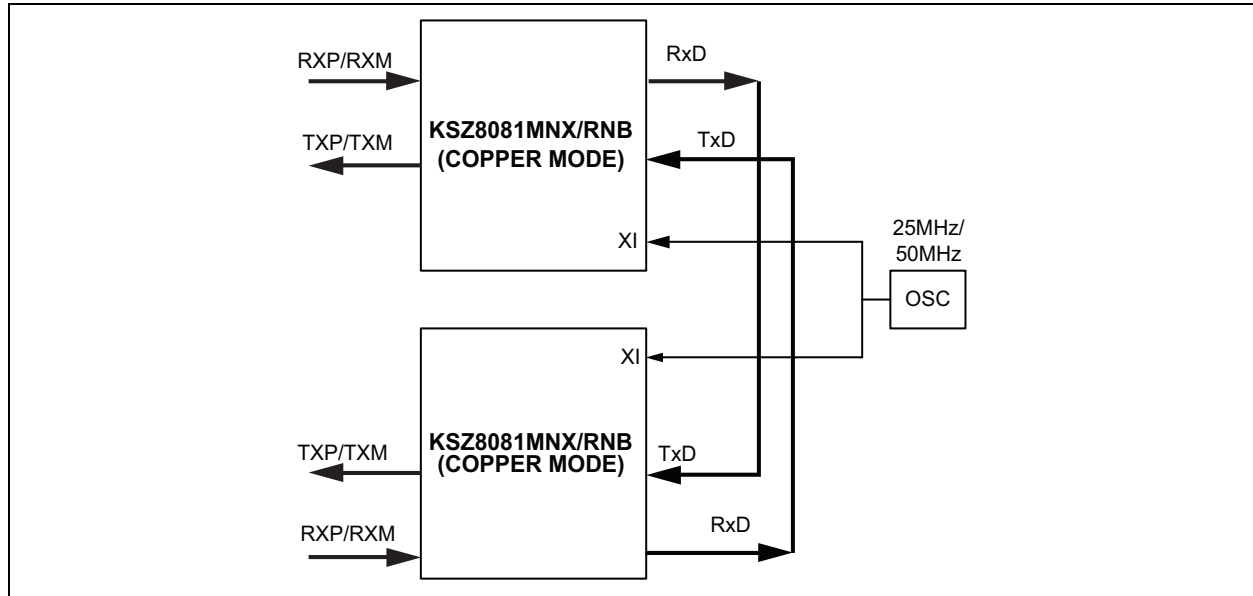 RXP/RXM
RxD
KSZ8081MNX/RNB
(COPPER MODE)
TXP/TXM
TxD
XI
25MHz/
50MHz
OSC
XI
KSZ8081MNX/RNB
(COPPER MODE)
TXP/TXM
TxD
RXP/RXM
RxD